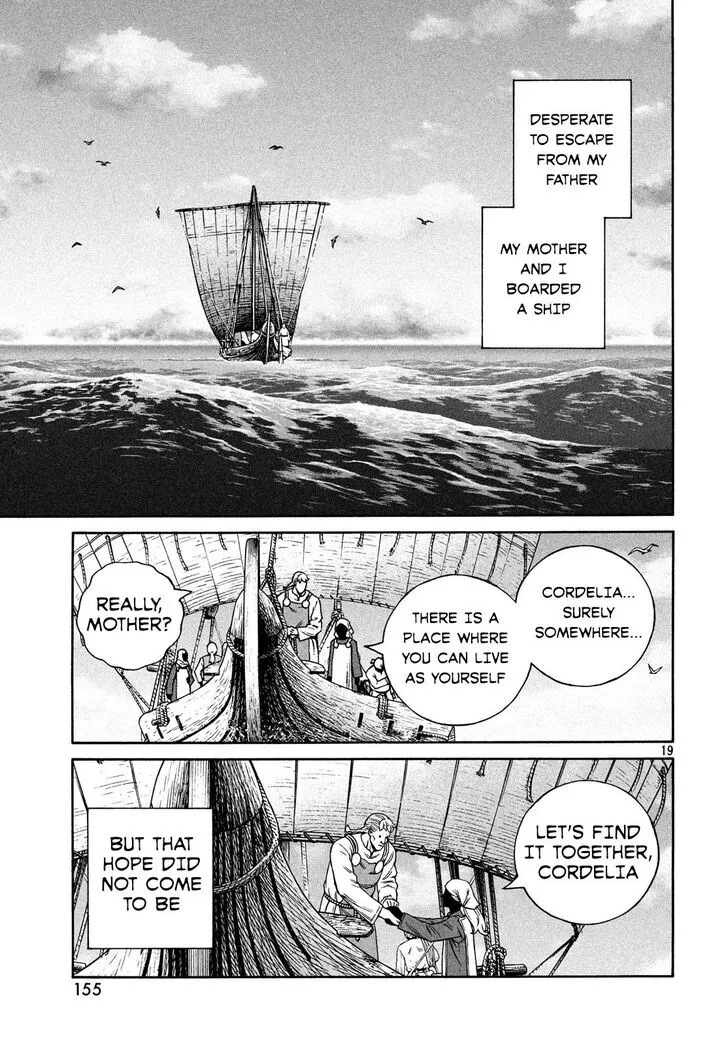 DESPERATE
TO ESCAPE
FROM MY
FATHER
MY MOTHER
AND I
BOARDED
A SHIP
CORDELIA...
SURELY
SOMEWHERE...
THERE IS A
PLACE WHERE
YOU CAN LIVE
AS YOURSELF
REALLY,
MOTHER?
19
LET'S FIND
IT TOGETHER,
CORDELIA
BUT THAT
HOPE DID
NOT COME
TO BE
155